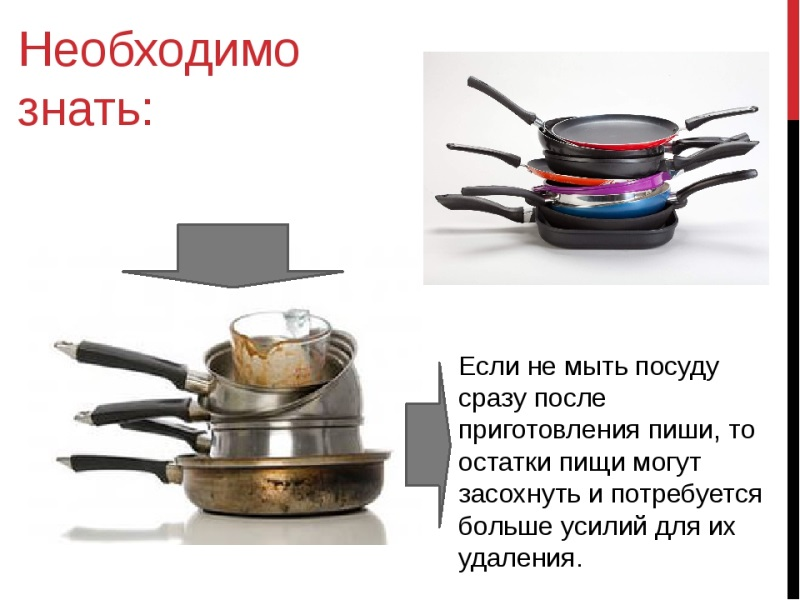 Необходимо
знать:
Если не мыть посуду
сразу после
приготовления пиши, то
остатки пищи могут
засохнуть и потребуется
больше усилий для их
удаления.